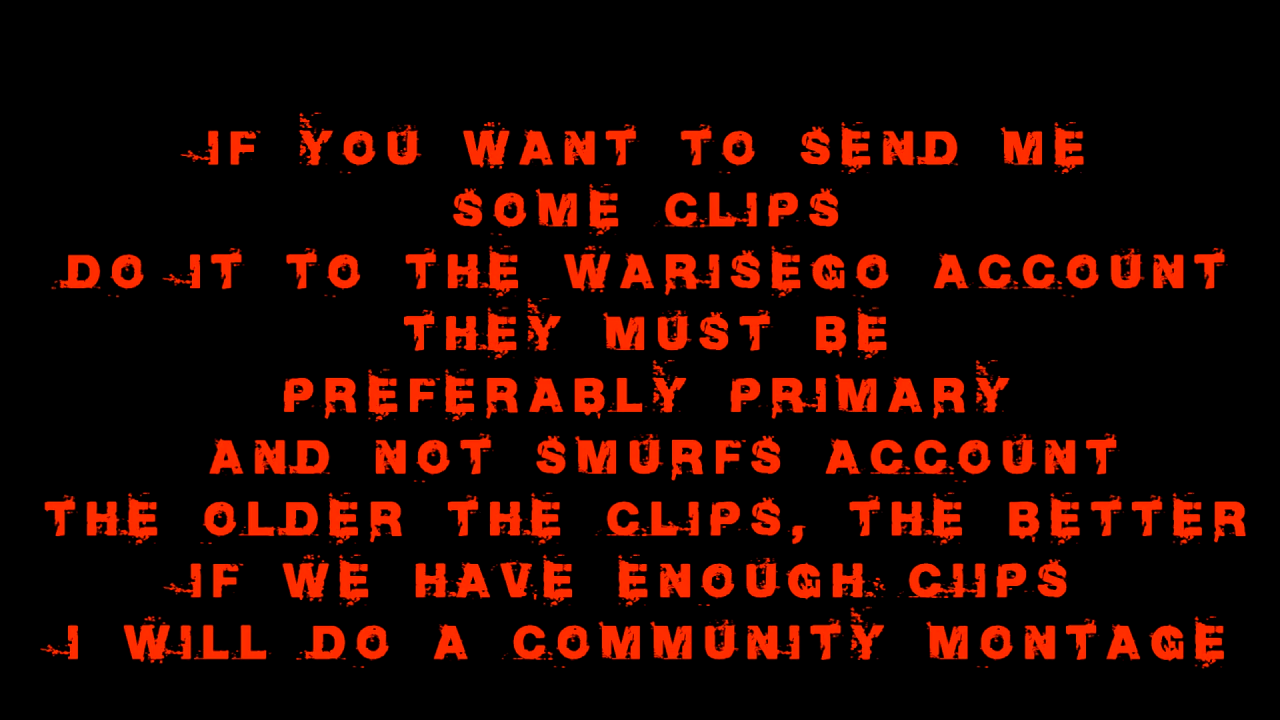 IF YOU WANT TO SEND ME
SOME CLIPS
DO IT TO THE WARISEGO ACCOUNT
THEY MUST BE
PREFERABLY PRIMARY
AND NOT SMURFS ACCOUNT
THE OLDER THE CLIPS, THE BETTER
IF WE HAVE ENOUGH CIIPS
I WILL DO A COMMUNITY MONTAGE